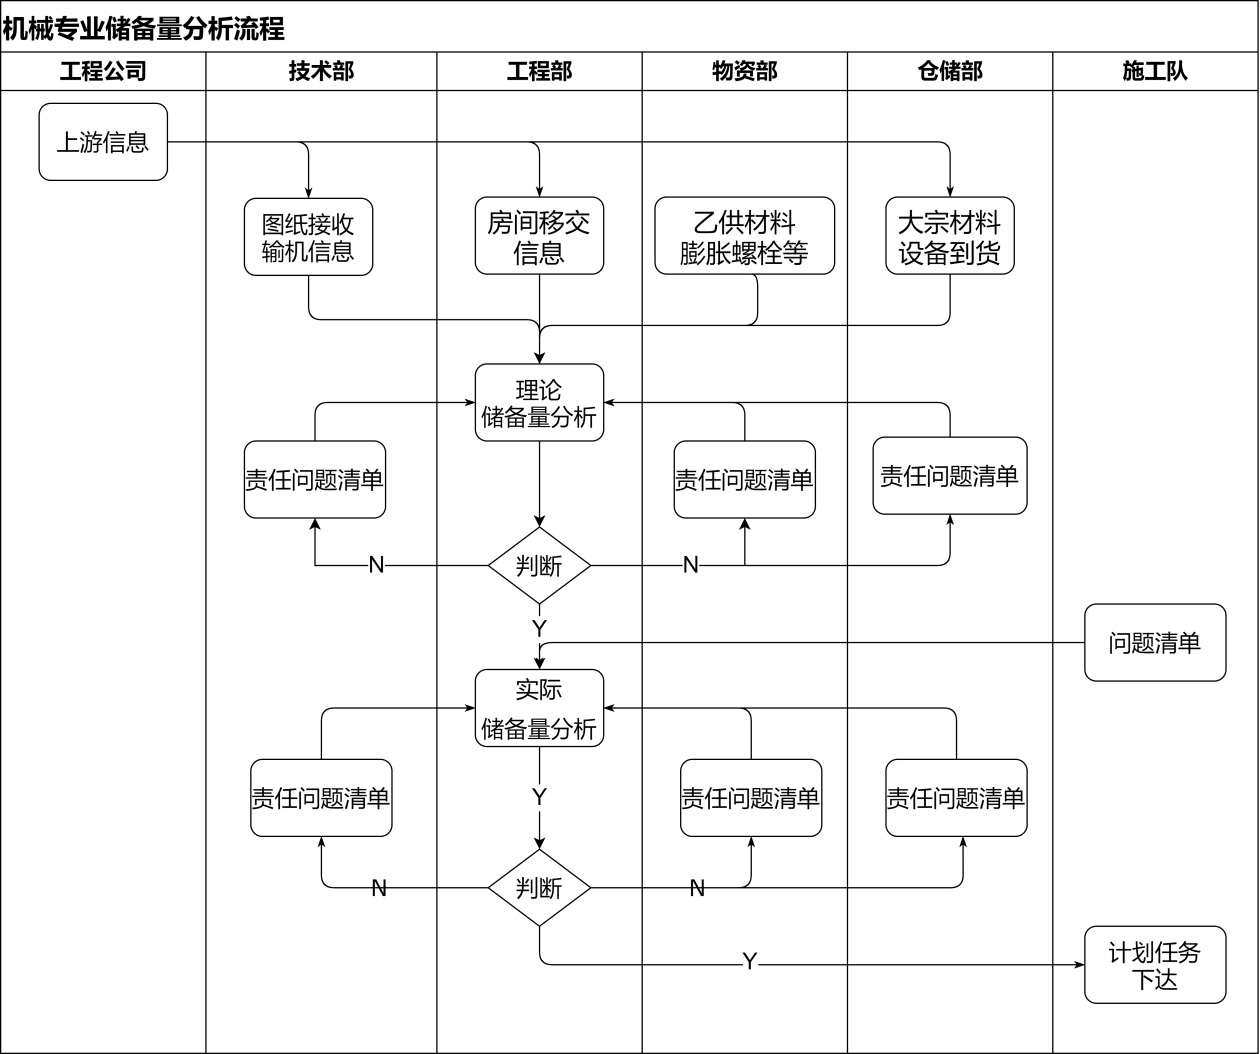 机械专业储备量分析流程
工程公司
技术部
工程部
物资部
仓储部
施工队
上游信息
图纸接收
输机信息
房间移交
信息
乙供材料
膨胀螺栓等
大宗材料
设备到货
理论
储备量分析
责任问题清单
责任问题清单
责任问题清单
N
判断
N
Y
问题清单
实际
储备量分析
责任问题清单
Y
责任问题清单
责任问题清单
N
判断
N
Y
计划任务
下达